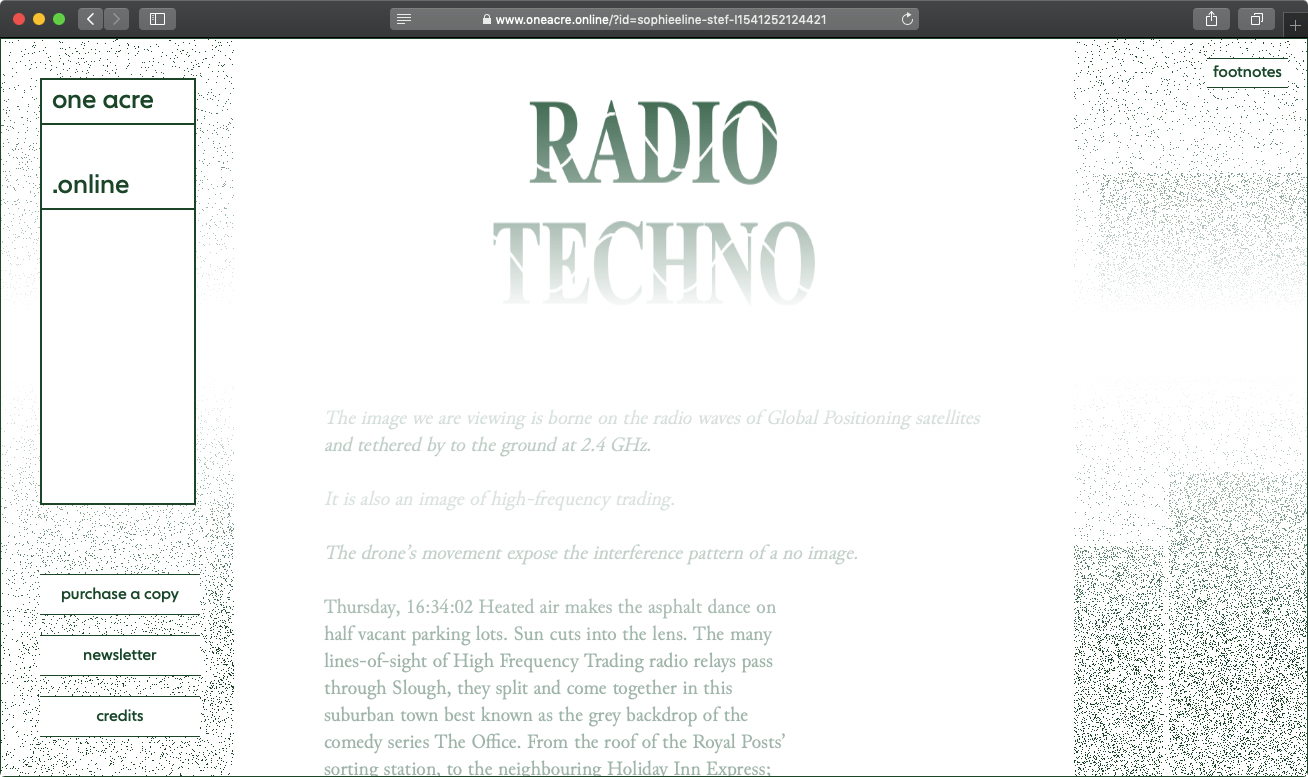 www.oneacre.online/?id=sophieeline-stef-l1541252124421
one acre
.online
purchase a copy
newsletter
credits
footnotes
RADIO
TECHNO
The image we are viewing is borne on the radio waves of Global Positioning satellites
and tethered by to the ground at 2.4 GHz.
It is also an image of high-frequency trading.
The drone’s movement expose the interference pattern of a no image.
Thursday, 16:34:02 Heated air makes the asphalt dance on
half vacant parking lots. Sun cuts into the lens. The many
lines-of-sight of High Frequency Trading radio relays pass
through Slough, they split and come together in this
suburban town best known as the grey backdrop of the
comedy series The Office. From the roof of the Royal Posts’
sorting station, to the neighbouring Holiday Inn Express;